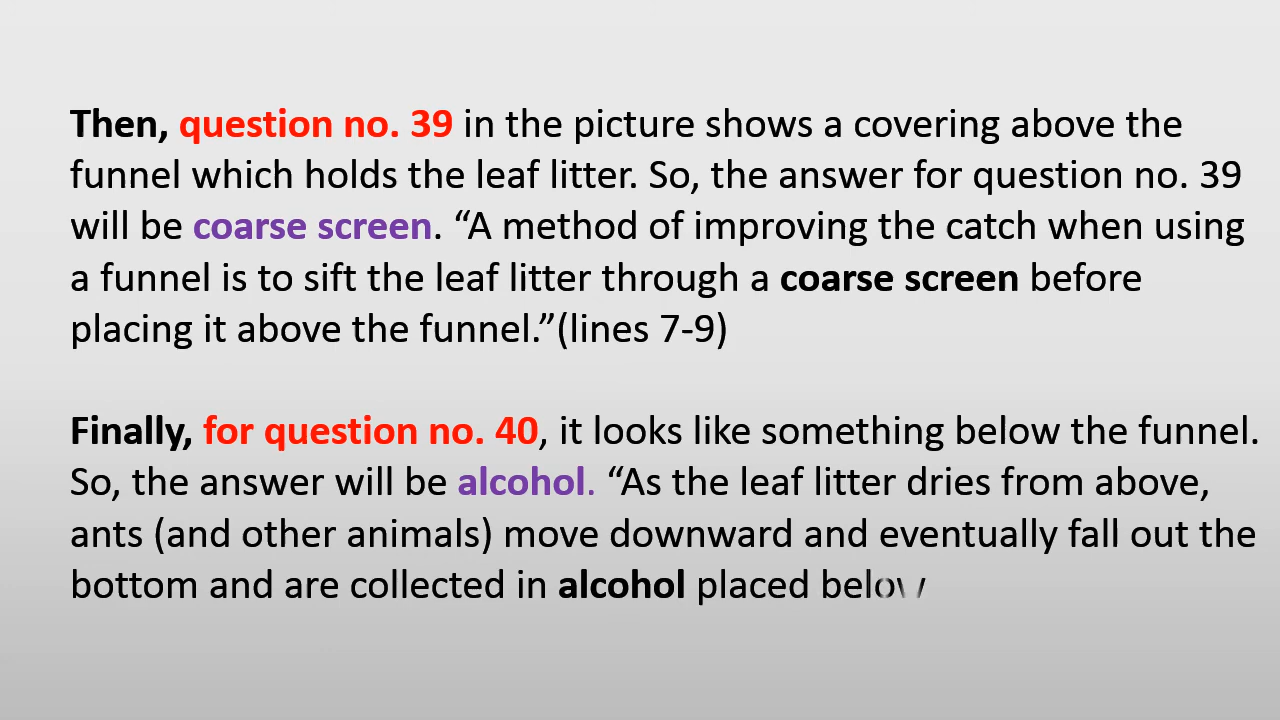 Then, question no. 39 in the picture shows a covering above the
funnel which holds the leaf litter. So, the answer for question no. 39
will be coarse screen. “A method of improving the catch when using
a funnel is to sift the leaf litter through a coarse screen before
placing it above the funnel.”(lines 7-9)
Finally, for question no. 40, it looks like something below the funnel.
So, the answer will be alcohol. “As the leaf litter dries from above,
ants (and other animals) move downward and eventually fall out the
bottom and are collected in alcohol placed below